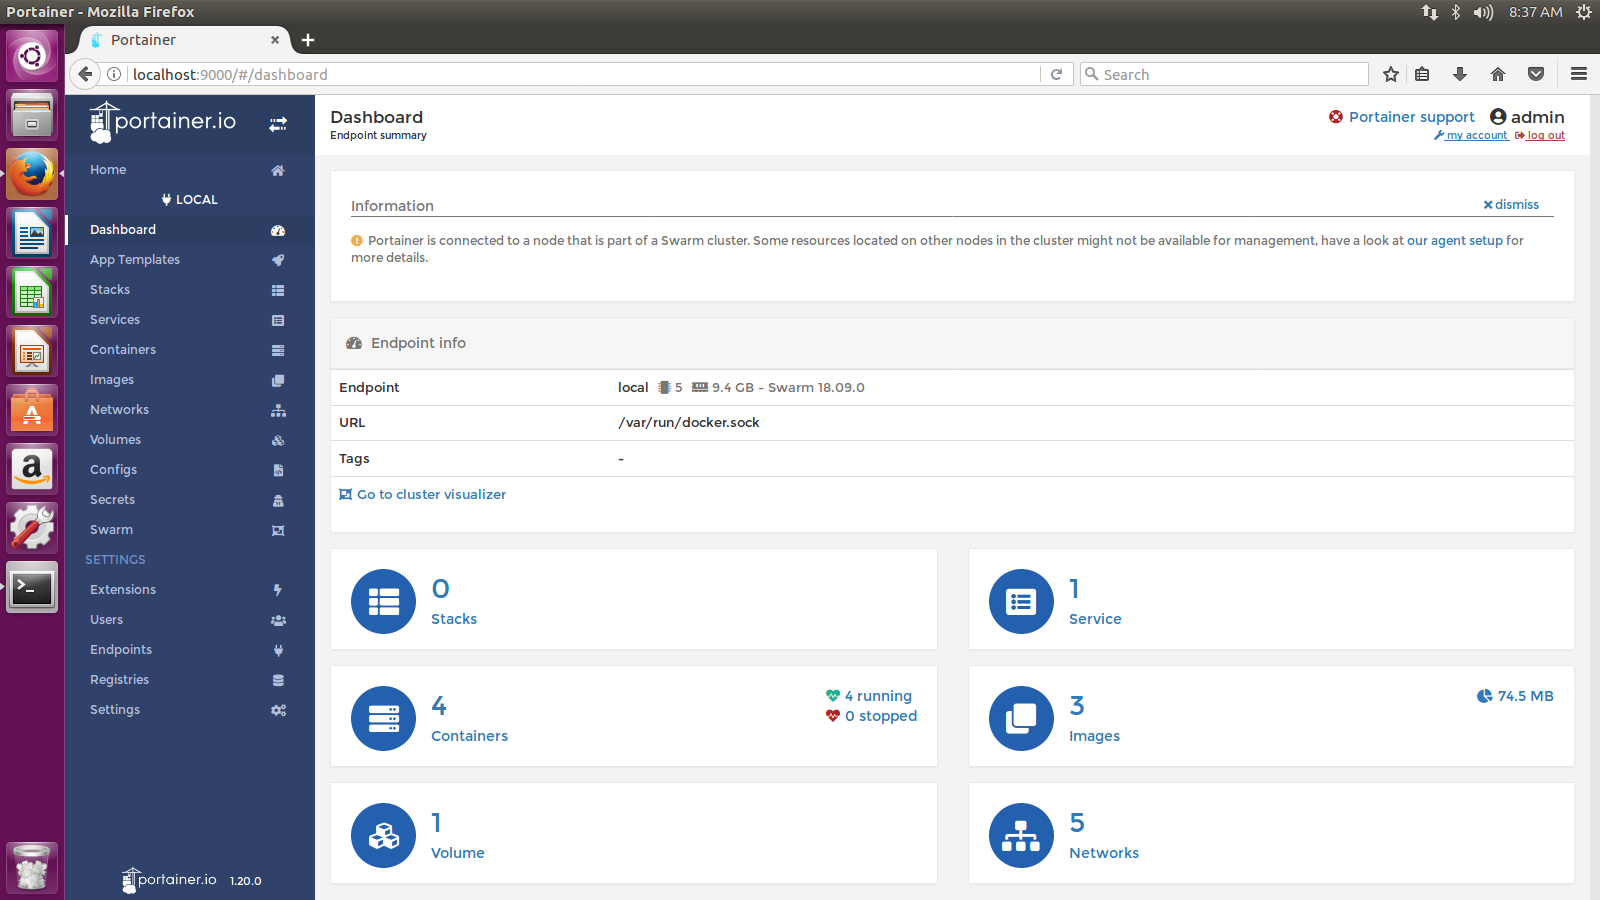 Portainer - Mozilla Firefox
8:37 AM
Portainer
localhost:9000/#/dashboard
Search
portainer.io
Home
LOCAL
Dashboard
App Templates
Stacks
Services
Containers
Images
Networks
Volumes
Configs
Secrets
Swarm
SETTINGS
Extensions
Users
Endpoints
Registries
Settings
portainer.io 1.20.0
Dashboard
Endpoint summary
Portainer support admin
my account log out
Information
dismiss
Portainer is connected to a node that is part of a Swarm cluster. Some resources located on other nodes in the cluster might not be available for management, have a look at our agent setup for
more details.
Endpoint info
Endpoint local 5 9.4 GB - Swarm 18.09.0
URL /var/run/docker.sock
Tags -
Go to cluster visualizer
0
Stacks
1
Service
4
Containers
4 running
0 stopped
3
Images
74.5 MB
1
Volume
5
Networks